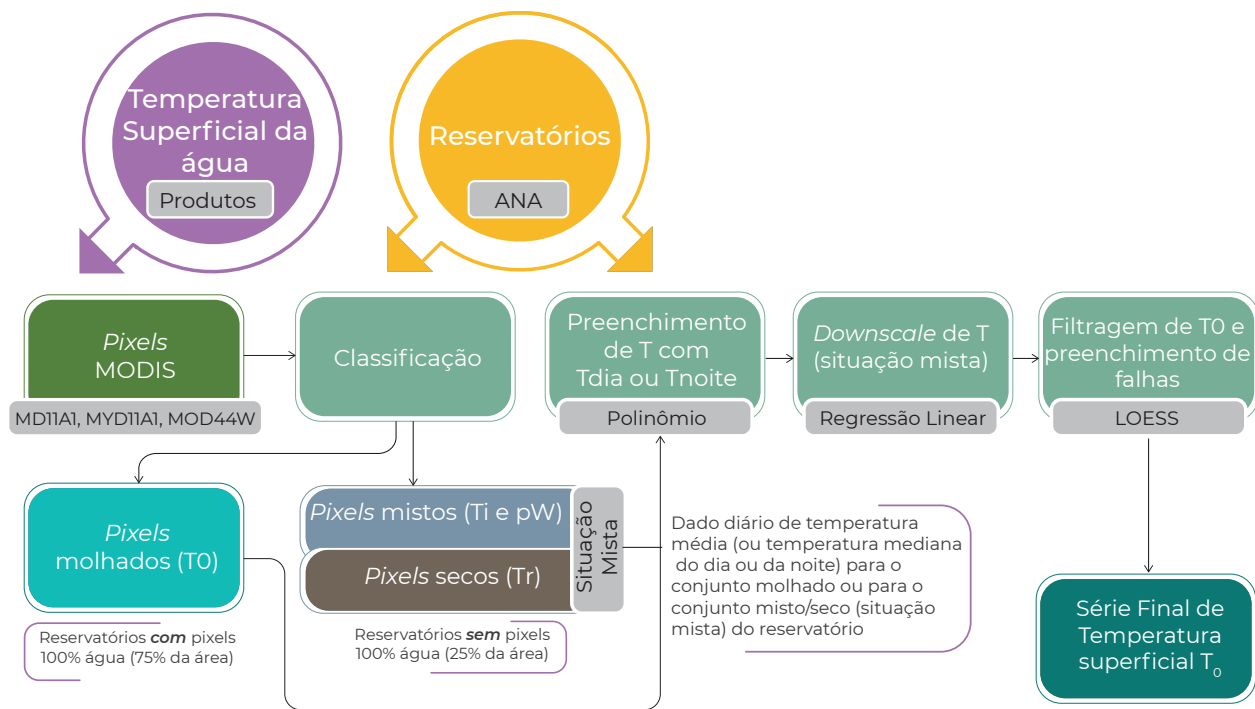 Temperatura
Superficial da
água
Produtos
Reservatórios
ANA
Pixels
MODIS
MD11A1, MYD11A1, MOD44W
Classificação
Preenchimento
de T com
Tdia ou Tnoite
Polinômio
Downscale de T
(situação mista)
Regressão Linear
Filtragem de T0 e
preenchimento de
falhas
LOESS
Pixels
molhados (T0)
Reservatórios com pixels
100% água (75% da área)
Pixels mistos (Ti e pW)
Pixels secos (Tr)
Situação
Mista
Reservatórios sem pixels
100% água (25% da área)
Dado diário de temperatura
média (ou temperatura mediana
do dia ou da noite) para o
conjunto molhado ou para o
conjunto misto/seco (situação
mista) do reservatório
Série Final de
Temperatura
superficial T₀